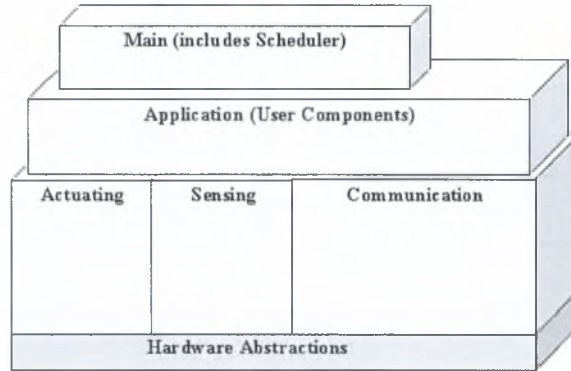 Main (includes Scheduler)
Application (User Components)
Actuating Sensing Communication
Hardware Abstractions